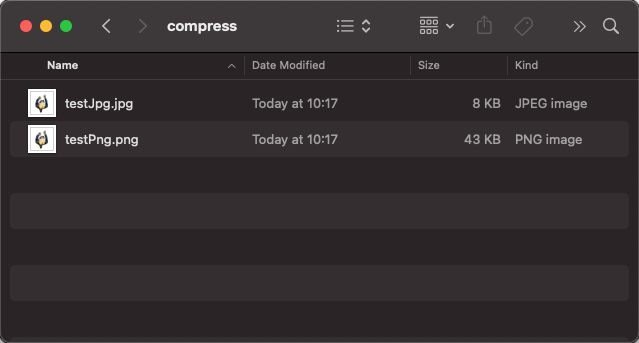 compress
Name Date Modified Size Kind
testJpg.jpg Today at 10:17 8 KB JPEG image
testPng.png Today at 10:17 43 KB PNG image